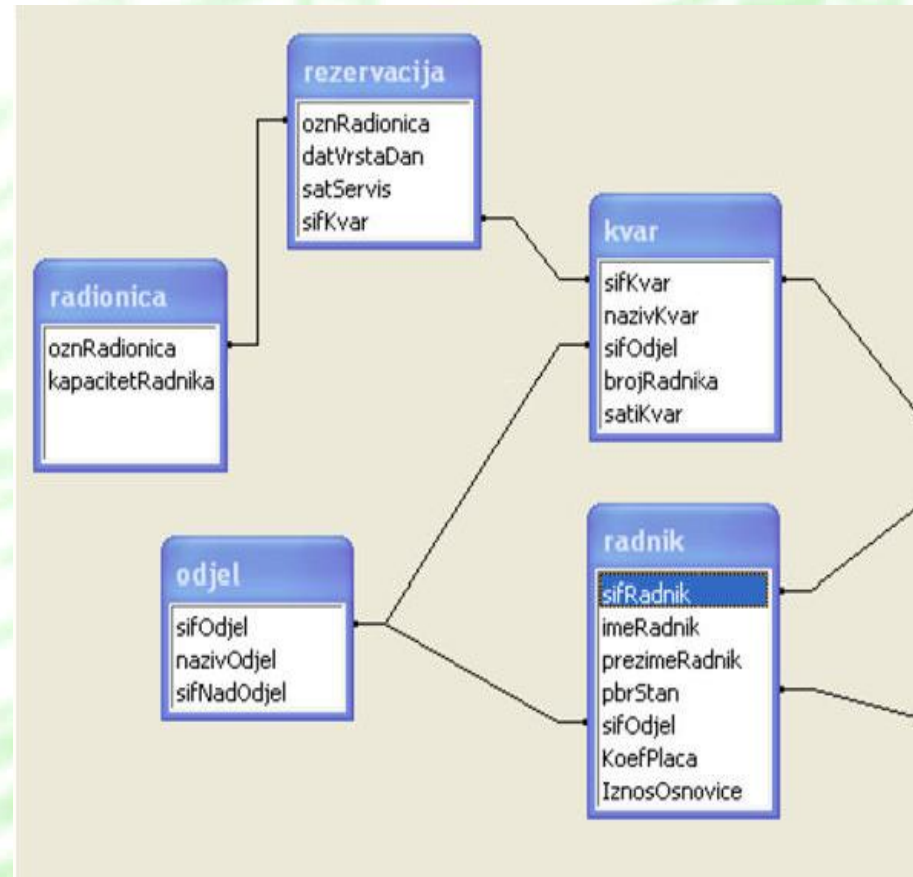 rezervacija
oznRadionica
datVrstaDan
satServis
sifKvar
kvar
sifKvar
nazivKvar
sifOdjel
brojRadnika
satiKvar
radionica
oznRadionica
kapacitetRadnika
odjel
sifOdjel
nazivOdjel
sifNadOdjel
radnik
sifRadnik
imeRadnik
prezimeRadnik
pbrStan
sifOdjel
KoefPlaca
IznosOsnovice